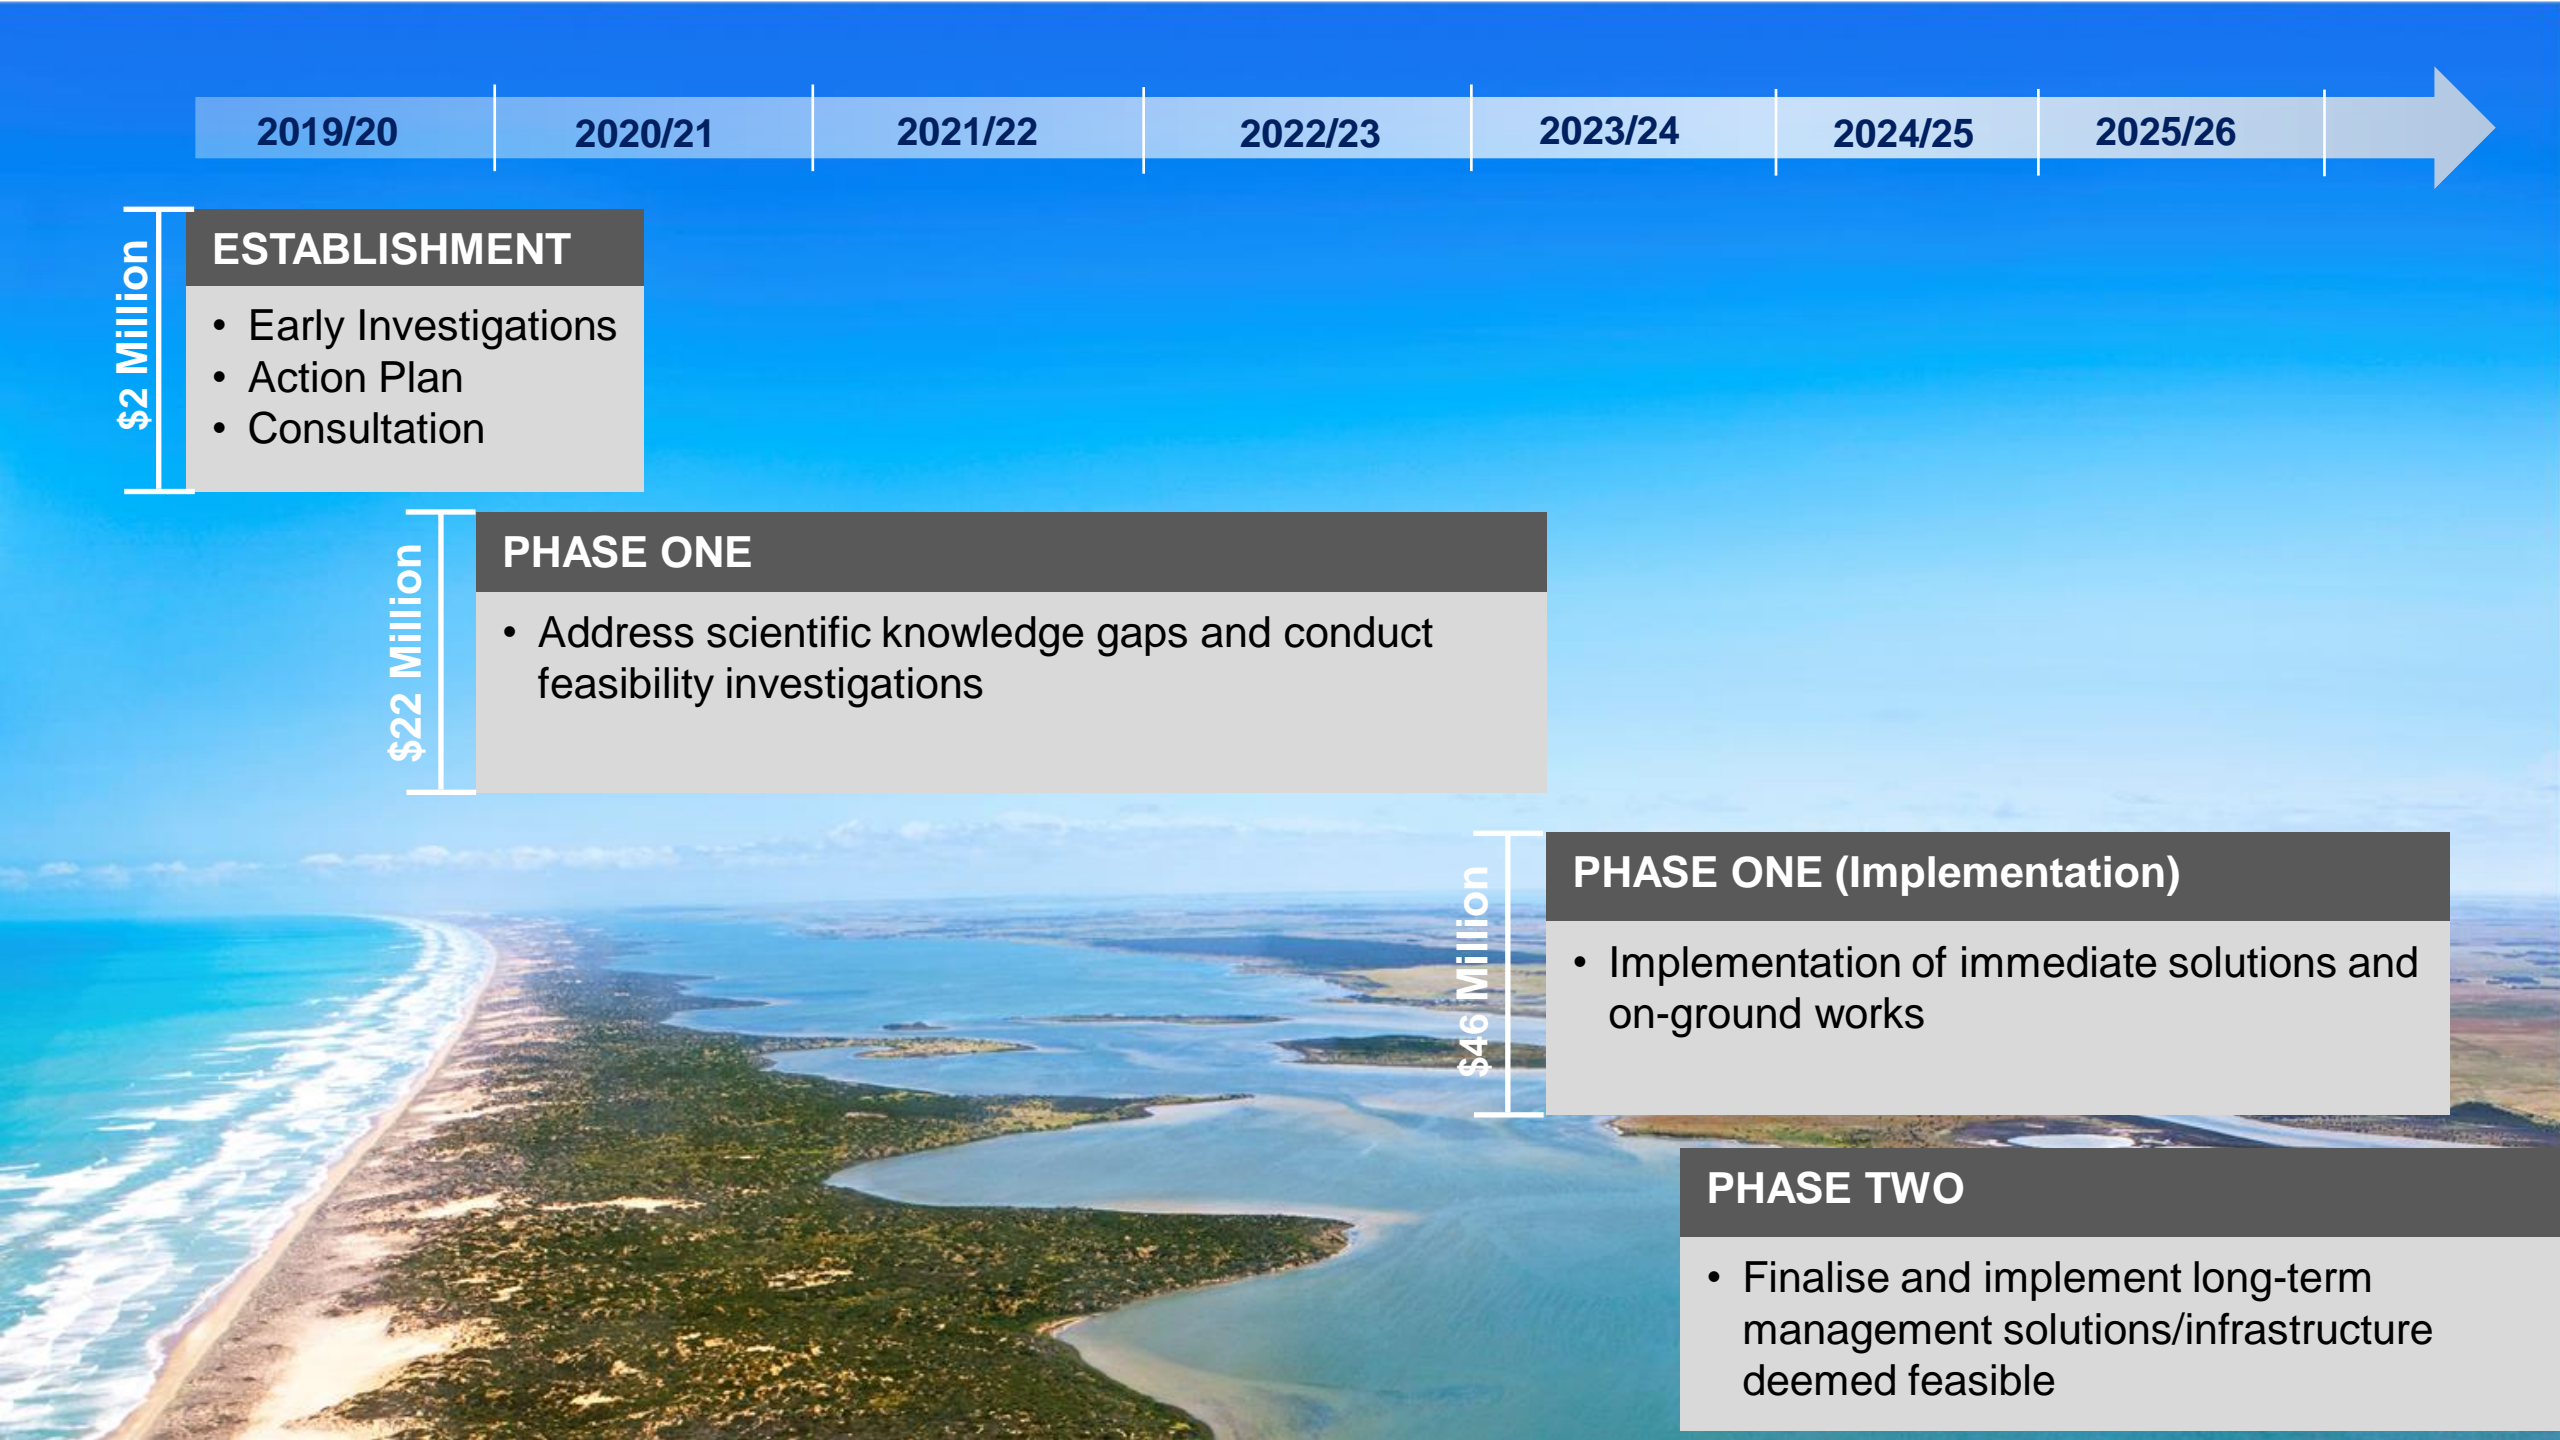 2019/20 2020/21 2021/22 2022/23 2023/24 2024/25 2025/26
$2 Million
ESTABLISHMENT
• Early Investigations
• Action Plan
• Consultation
$22 Million
PHASE ONE
• Address scientific knowledge gaps and conduct
feasibility investigations
$46 Million
PHASE ONE (Implementation)
• Implementation of immediate solutions and
on-ground works
PHASE TWO
• Finalise and implement long-term
management solutions/infrastructure
deemed feasible